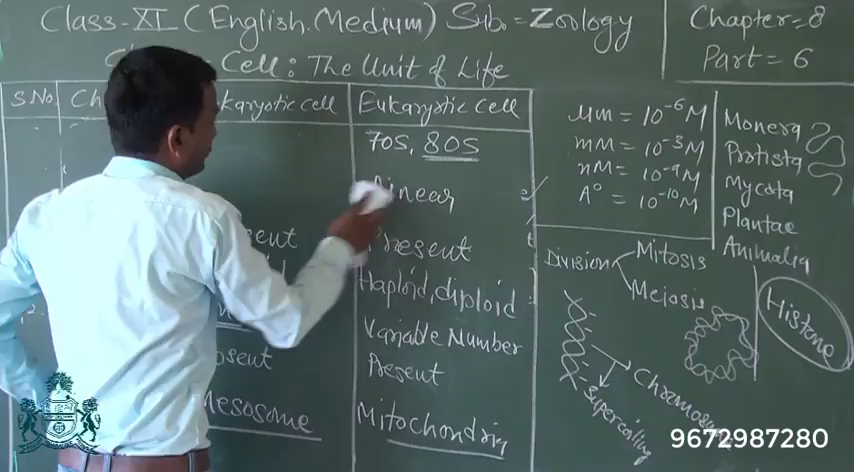 Class-XI (English.Medium) Sub.=Zoology
Chapter=8
Part=6
Cell: The Unit of Life
S No.
Eukaryotic cell
70S, 80S
Linear
Present
Haploid, diploid
Variable Number
Present
Mesosome
Mitochondria
μm = 10-6 M
mm = 10-3 M
nM = 10-9 M
A° = 10-10 M
Monera
Protista
Mycota
Plantae
Animalia
Division
Mitosis
Meiosis
Histone
Chromosome
Supercoiling
9672987280